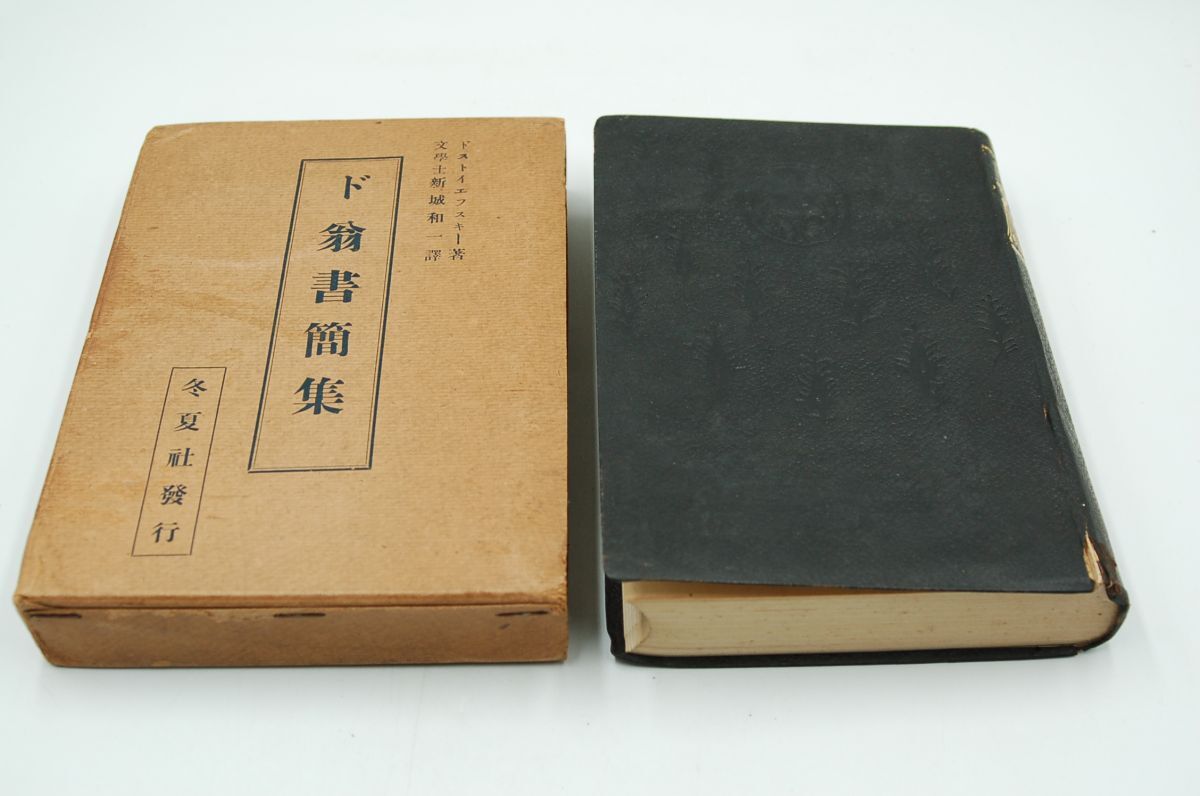 ドストイエフスキー著
文學士新城和一譯
ド翁書簡集
冬夏社發行